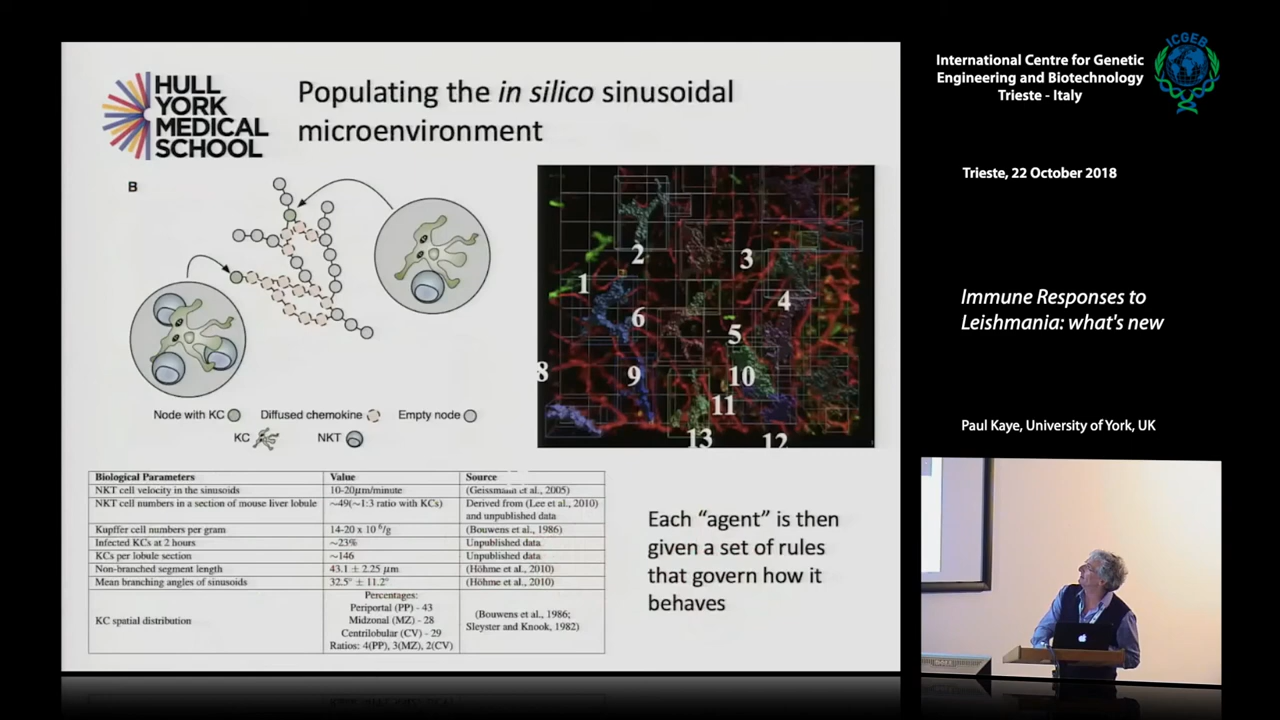 HULL
YORK
MEDICAL
SCHOOL
Populating the in silico sinusoidal
microenvironment
B
Node with KC
Diffused chemokine
Empty node
KC
NKT
1
2
3
4
5
6
8
9
10
11
12
13
Biological Parameters Value Source
NKT cell velocity in the sinusoids 10-20μm/minute (Geissmann et al., 2005)
NKT cell numbers in a section of mouse liver lobule ~49(~1:3 ratio with KCs) Derived from (Lee et al., 2010)
and unpublished data
Kupffer cell numbers per gram 14-20 x 10⁶/g (Bouwens et al., 1986)
Infected KCs at 2 hours ~23% Unpublished data
KCs per lobule section ~146 Unpublished data
Non-branched segment length 43.1 ± 2.25 μm (Höhme et al., 2010)
Mean branching angles of sinusoids 32.5° ± 11.2° (Höhme et al., 2010)
KC spatial distribution
Percentages:
Periportal (PP) - 43
Midzonal (MZ) - 28
Centrilobular (CV) - 29
Ratios: 4(PP), 3(MZ), 2(CV)
(Bouwens et al., 1986;
Sleyster and Knook, 1982)
Each “agent” is then
given a set of rules
that govern how it
behaves
International Centre for Genetic
Engineering and Biotechnology
Trieste - Italy
ICGEB
Trieste, 22 October 2018
Immune Responses to
Leishmania: what's new
Paul Kaye, University of York, UK